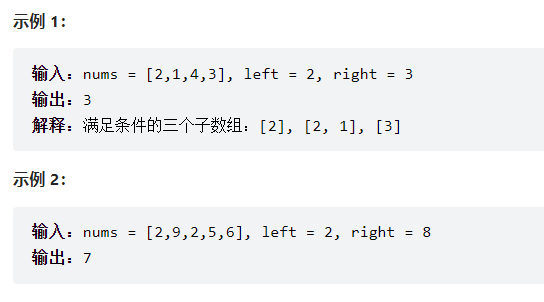 示例 1：
输入：nums = [2,1,4,3], left = 2, right = 3
输出：3
解释：满足条件的三个子数组：[2], [2, 1], [3]
示例 2：
输入：nums = [2,9,2,5,6], left = 2, right = 8
输出：7